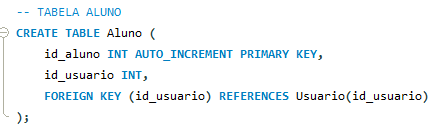 -- TABELA ALUNO
CREATE TABLE Aluno (
id_aluno INT AUTO_INCREMENT PRIMARY KEY,
id_usuario INT,
FOREIGN KEY (id_usuario) REFERENCES Usuario(id_usuario)
);